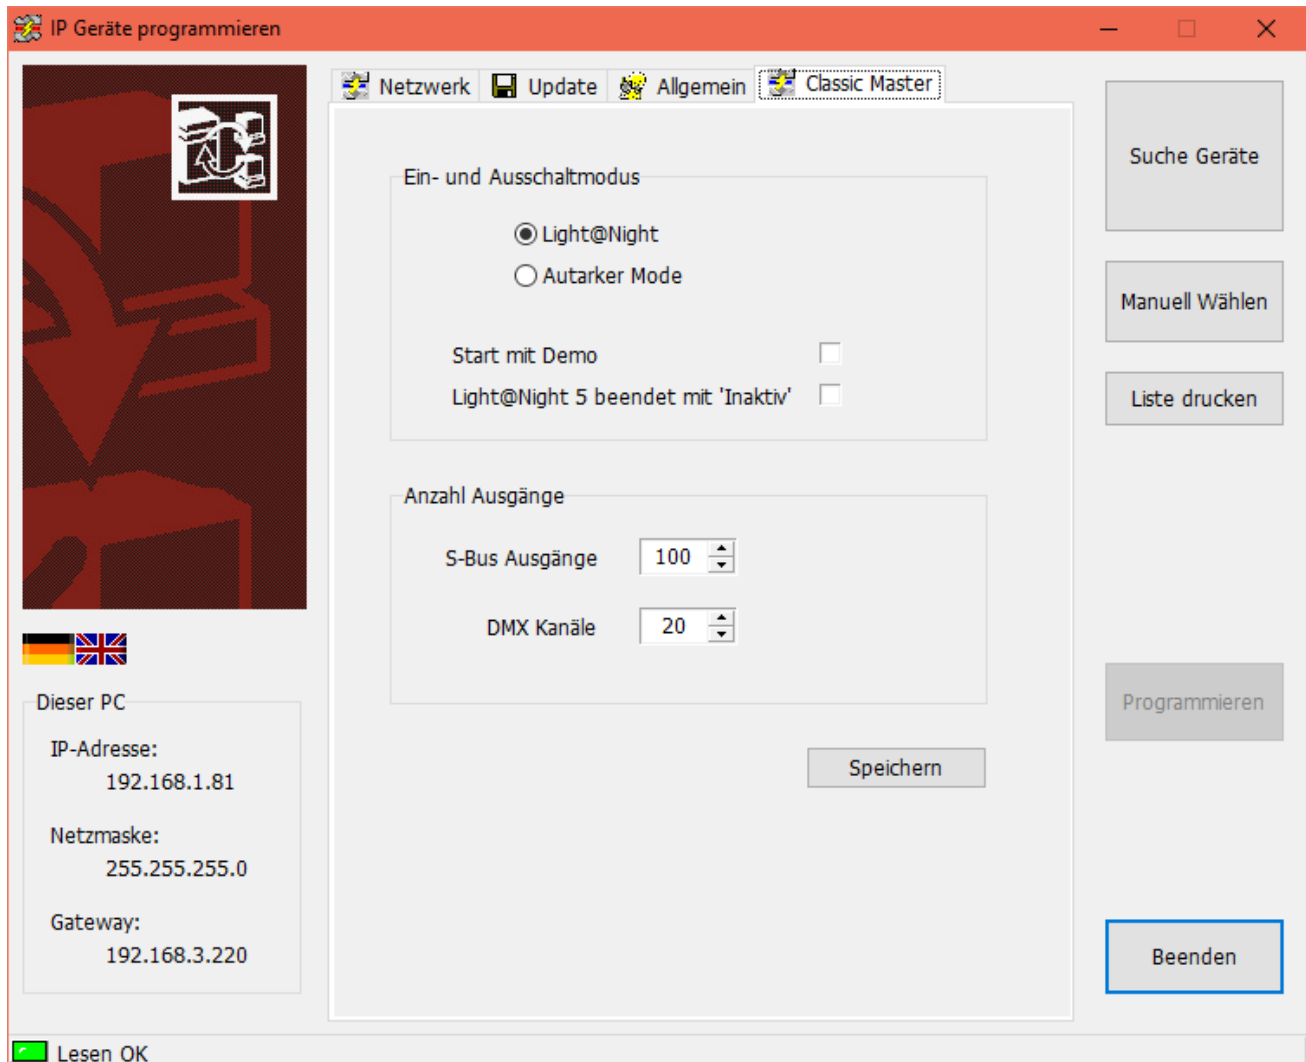 IP Geräte programmieren
Netzwerk
Update
Allgemein
Classic Master
Ein- und Ausschaltmodus
Light@Night
Autarker Mode
Start mit Demo
Light@Night 5 beendet mit 'Inaktiv'
Anzahl Ausgänge
S-Bus Ausgänge 100
DMX Kanäle 20
Speichern
Suche Geräte
Manuell Wählen
Liste drucken
Programmieren
Beenden
Dieser PC
IP-Adresse:
192.168.1.81
Netzmaske:
255.255.255.0
Gateway:
192.168.3.220
Lesen OK